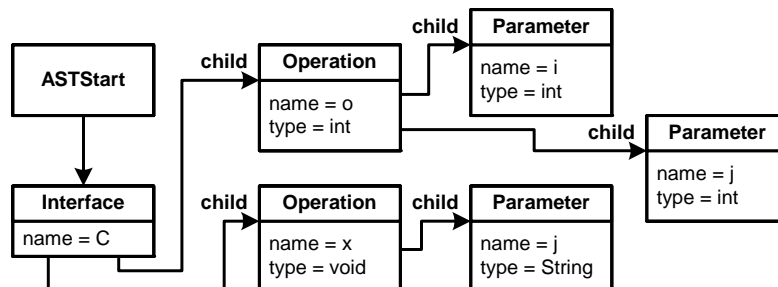 ASTStart
child
Operation
name = o
type = int
child
Parameter
name = i
type = int
child
Parameter
name = j
type = int
Interface
name = C
child
Operation
name = x
type = void
child
Parameter
name = j
type = String